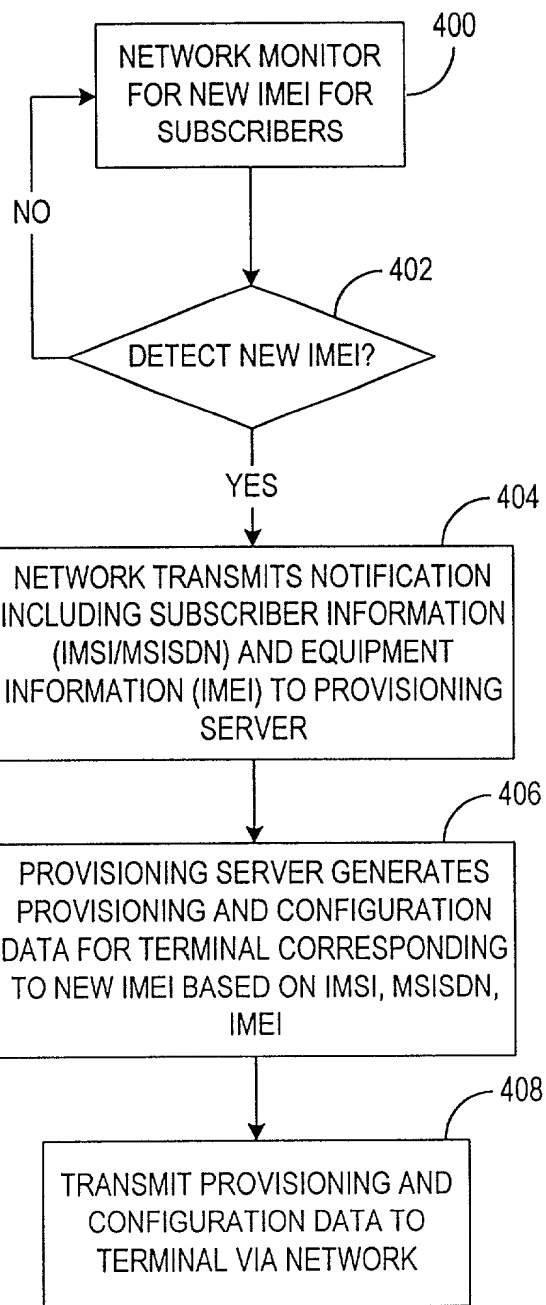 400
NETWORK MONITOR
FOR NEW IMEI FOR
SUBSCRIBERS
NO
402
DETECT NEW IMEI?
YES
404
NETWORK TRANSMITS NOTIFICATION
INCLUDING SUBSCRIBER INFORMATION
(IMSI/MSISDN) AND EQUIPMENT
INFORMATION (IMEI) TO PROVISIONING
SERVER
406
PROVISIONING SERVER GENERATES
PROVISIONING AND CONFIGURATION
DATA FOR TERMINAL CORRESPONDING
TO NEW IMEI BASED ON IMSI, MSISDN,
IMEI
408
TRANSMIT PROVISIONING AND
CONFIGURATION DATA TO
TERMINAL VIA NETWORK